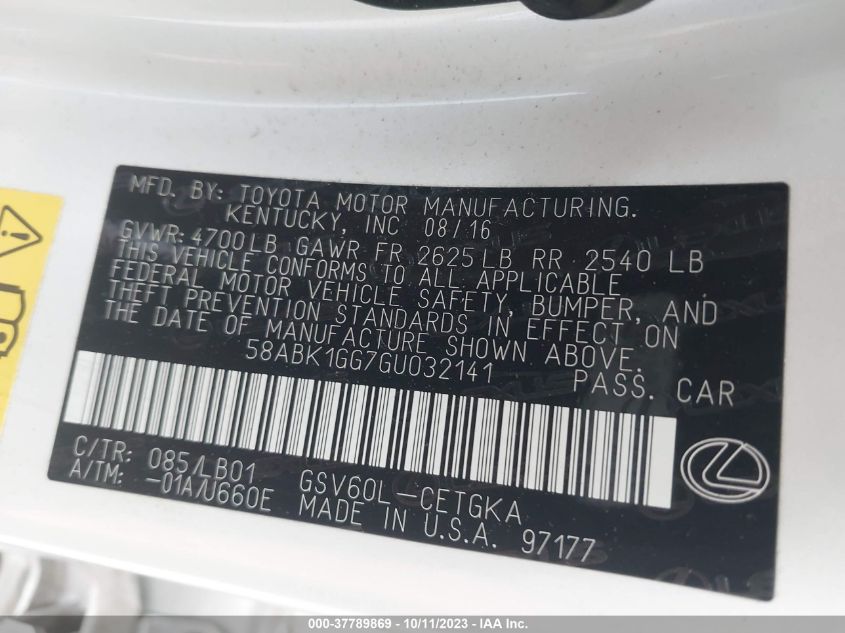 MFD. BY: TOYOTA MOTOR MANUFACTURING.
KENTUCKY, INC 08/16
GVWR: 4700LB GAWR FR 2625LB RR 2540 LB
THIS VEHICLE CONFORMS TO ALL APPLICABLE
FEDERAL MOTOR VEHICLE SAFETY, BUMPER, AND
THEFT PREVENTION STANDARDS IN EFFECT ON
THE DATE OF MANUFACTURE SHOWN ABOVE.
58ABK1GG7GU032141 PASS. CAR
C/TR: 085/LB01 GSV60L-CETGKA
A/TM: -01A/U660E MADE IN U.S.A. 97177
000-37789869 - 10/11/2023 - IAA Inc.